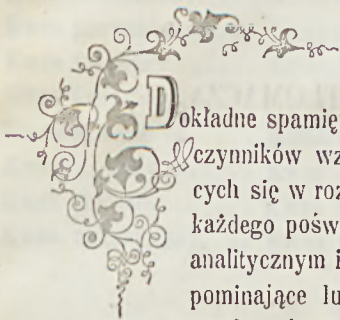 Dokładne spamię
czynników wz
cych się w roz
każdego pośw
analitycznym i
pominające lu